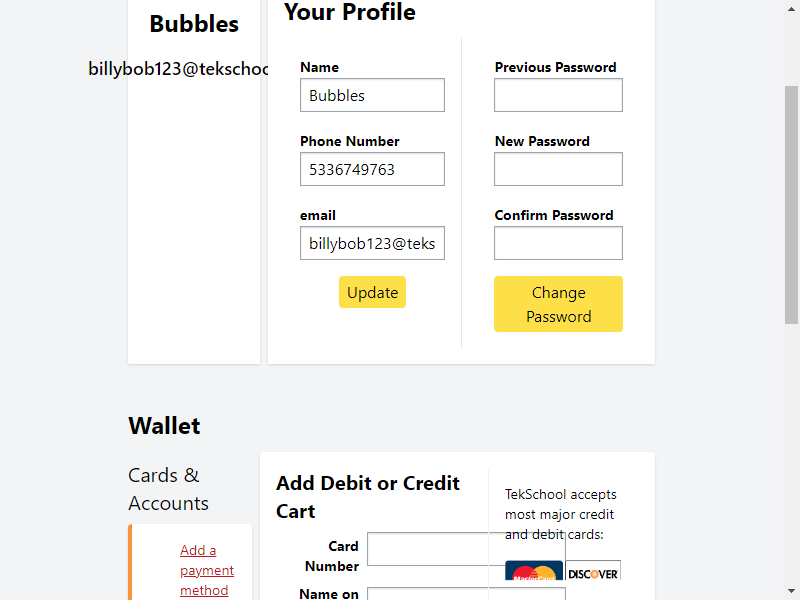 Bubbles
billybob123@tekschoo
Your Profile
Name
Bubbles
Phone Number
5336749763
email
billybob123@teks
Update
Previous Password
New Password
Confirm Password
Change
Password
Wallet
Cards &
Accounts
Add a
payment
method
Add Debit or Credit
Cart
Card
Number
Name on
TekSchool accepts
most major credit
and debit cards:
MasterCard
DISCOVER